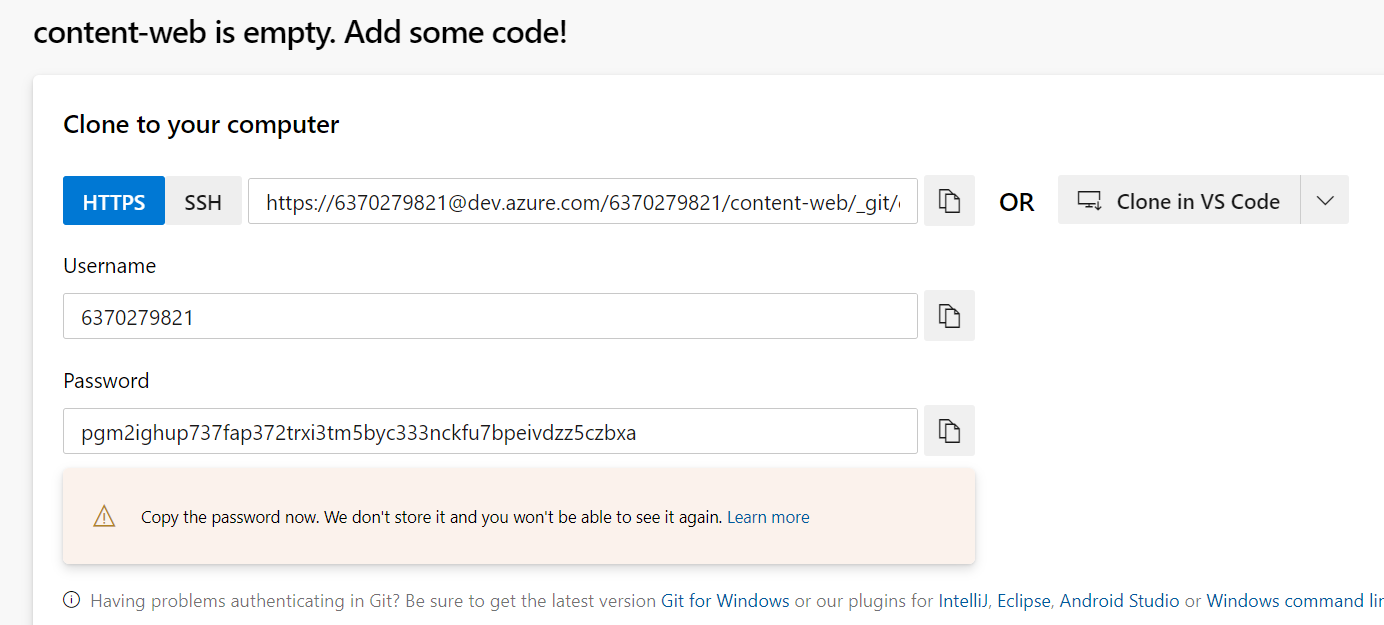 content-web is empty. Add some code!
Clone to your computer
HTTPS SSH https://6370279821@dev.azure.com/6370279821/content-web/_git/ OR Clone in VS Code
Username
6370279821
Password
pgm2ighup737fap372trxi3tm5byc333nckfu7bpeivdzz5czbxa
Copy the password now. We don't store it and you won't be able to see it again. Learn more
Having problems authenticating in Git? Be sure to get the latest version Git for Windows or our plugins for IntelliJ, Eclipse, Android Studio or Windows command